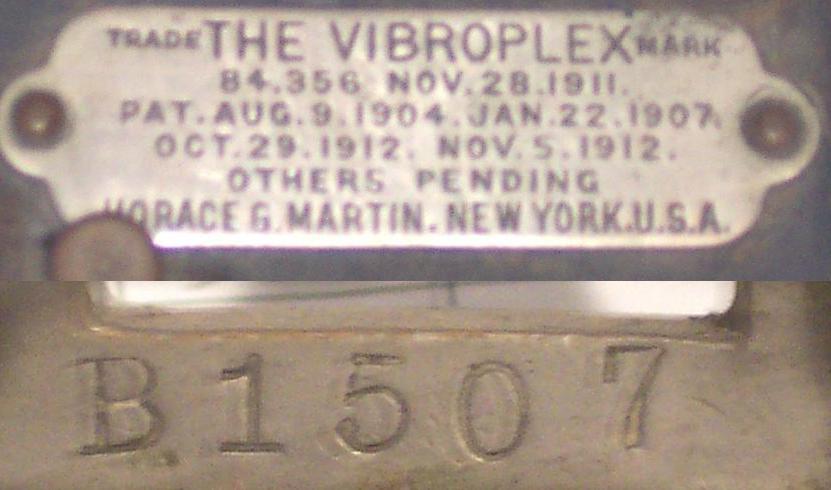 TRADE THE VIBROPLEX MARK
84.356 NOV.28.1911.
PAT.AUG.9.1904.JAN.22.1907.
OCT.29.1912. NOV.5.1912.
OTHERS PENDING
HORACE G.MARTIN.NEW YORK.U.S.A.
B1507